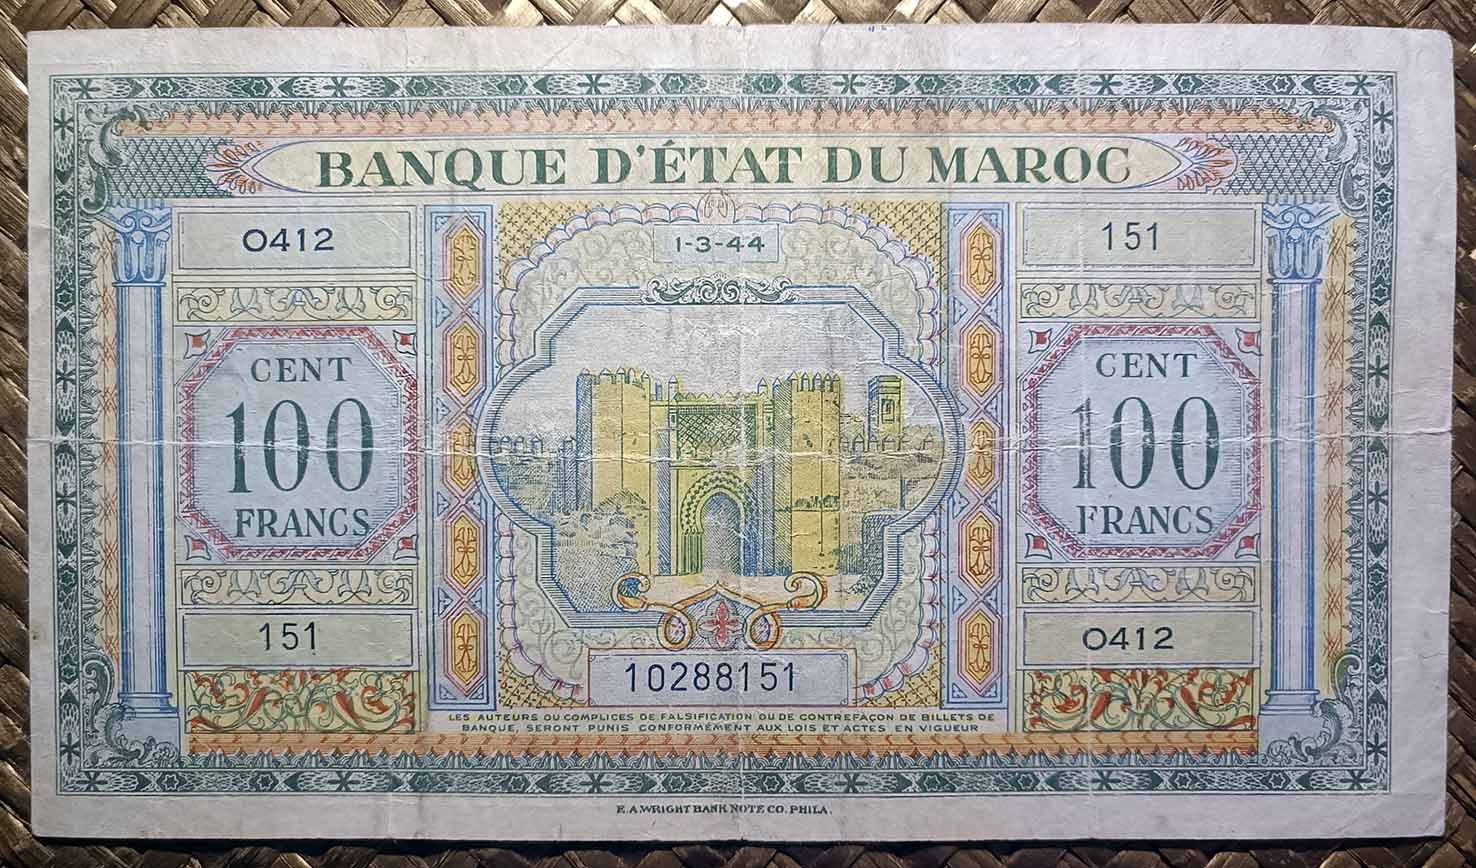 BANQUE D'ÉTAT DU MAROC
0412
1-3-44
151
CENT
100
FRANCS
CENT
100
FRANCS
151
0412
10288151
LES AUTEURS OU COMPLICES DE FALSIFICATION OU DE CONTREFAÇON DE BILLETS DE
BANQUE, SERONT PUNIS CONFORMÉMENT AUX LOIS ET ACTES EN VIGUEUR
E. A. WRIGHT BANK NOTE CO. PHILA.